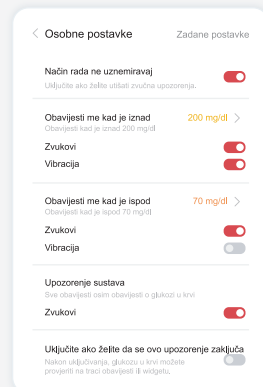 Osobne postavke
Zadane postavke
Način rada ne uznemiravaj
Uključite ako želite utišati zvučna upozorenja.
Obavijesti me kad je iznad
200 mg/dl
Obavijesti kad je iznad 200 mg/dl
Zvukovi
Vibracija
Obavijesti me kad je ispod
70 mg/dl
Obavijesti kad je ispod 70 mg/dl
Zvukovi
Vibracija
Upozorenje sustava
Sve obavijesti osim obavijesti o glukozi u krvi
Zvukovi
Uključite ako želite da se ovo upozorenje zaključa
Nakon uključivanja, glukozu u krvi možete
provjeriti na traci obavijesti ili widgetu,